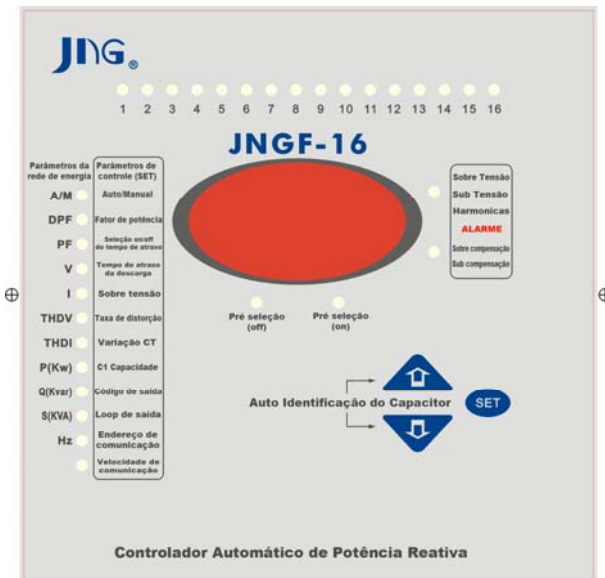 JNG®
1 2 3 4 5 6 7 8 9 10 11 12 13 14 15 16
JNGF-16
Parâmetros da
rede de energia
Parâmetros de
controle (SET)
A/M
Auto/Manual
DPF
Fator de potência
PF
Seleção on/off
do tempo de atraso
V
Tempo de atraso
da descarga
I
Sobre tensão
THDV
Taxa de distorção
THDI
Variação CT
P(Kw)
C1 Capacidade
Q(Kvar)
Código de saída
S(KVA)
Loop de saída
Hz
Endereço de
comunicação
Velocidade de
comunicação
Sobre Tensão
Sub Tensão
Harmonicas
ALARME
Sobre compensação
Sub compensação
Pré seleção
(off)
Pré seleção
(on)
Auto Identificação do Capacitor
SET
Controlador Automático de Potência Reativa